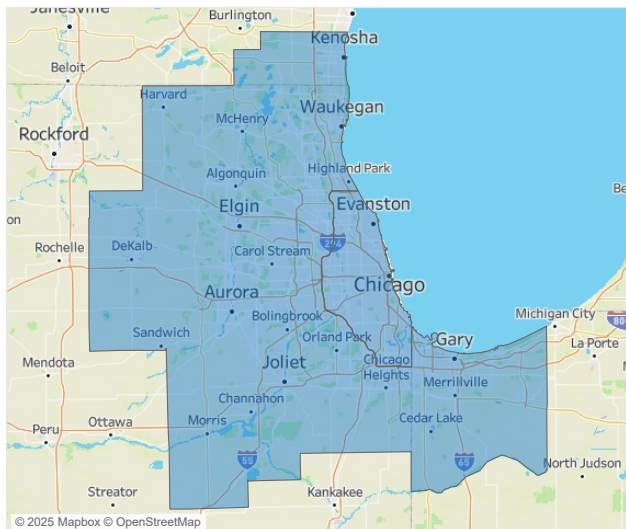 Janesville
Burlington
Kenosha
Beloit
Harvard
Waukegan
McHenry
Rockford
Highland Park
Algonquin
Elgin
Evanston
on
DeKalb
294
Rochelle
Carol Stream
Chicago
Aurora
Michigan City
Bolingbrook
80
Sandwich
Orland Park
Gary
La Porte
Mendota
Joliet
Chicago
Heights
Merrillville
Channahon
Morris
Cedar Lake
Ottawa
Peru
55
65
North Judson
Streator
Kankakee
© 2025 Mapbox © OpenStreetMap